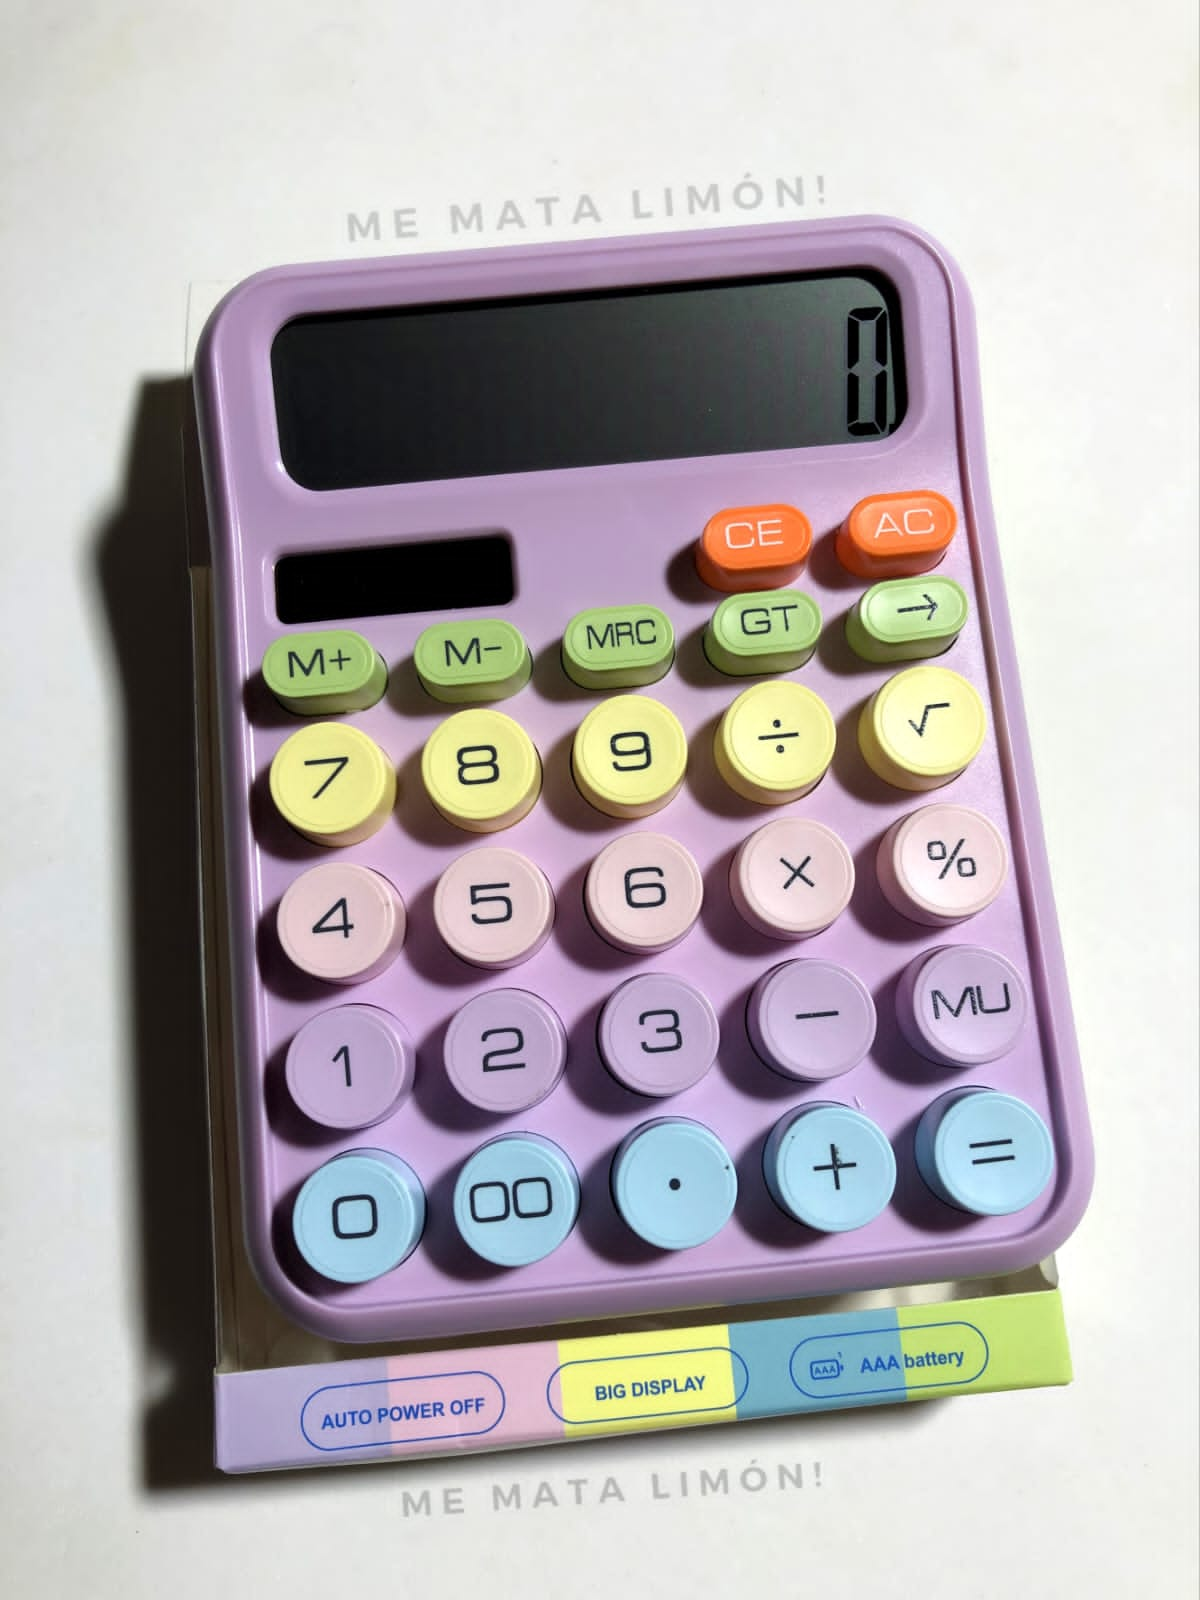 ME MATA LIMÓN!
0
CE AC
M+ M- MRC GT →
7 8 9 ÷ √
4 5 6 × %
1 2 3 − MU
0 00 . + =
AUTO POWER OFF BIG DISPLAY AAA AAA battery
ME MATA LIMÓN!